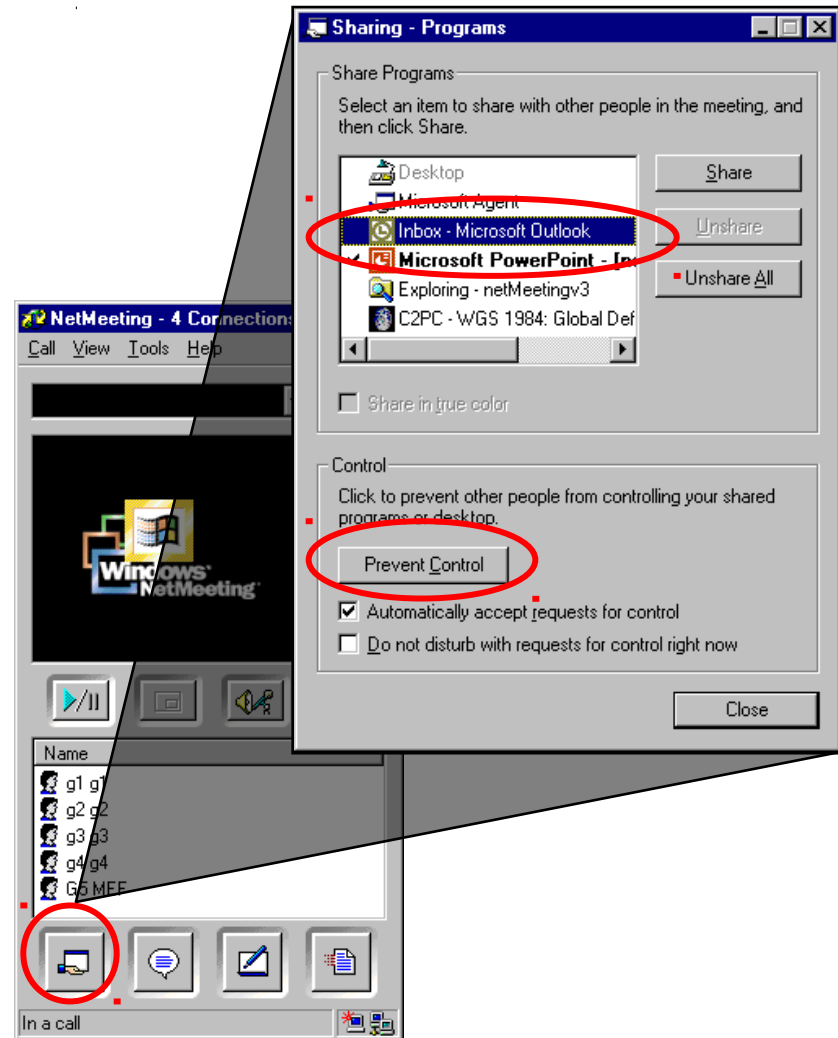 Sharing - Programs
Share Programs
Select an item to share with other people in the meeting, and
then click Share.
Desktop
Share
Microsoft Agent
Inbox - Microsoft Outlook
Unshare
Microsoft PowerPoint - [n
Exploring - netMeetingv3
Unshare All
C2PC - WGS 1984: Global Def
Share in true color
Control
Click to prevent other people from controlling your shared
programs or desktop.
Prevent Control
Automatically accept requests for control
Do not disturb with requests for control right now
Close
NetMeeting - 4 Connections
Call View Tools Help
Windows
NetMeeting
Name
g1 g1
g2 g2
g3 g3
g4 g4
G5 MEF
In a call